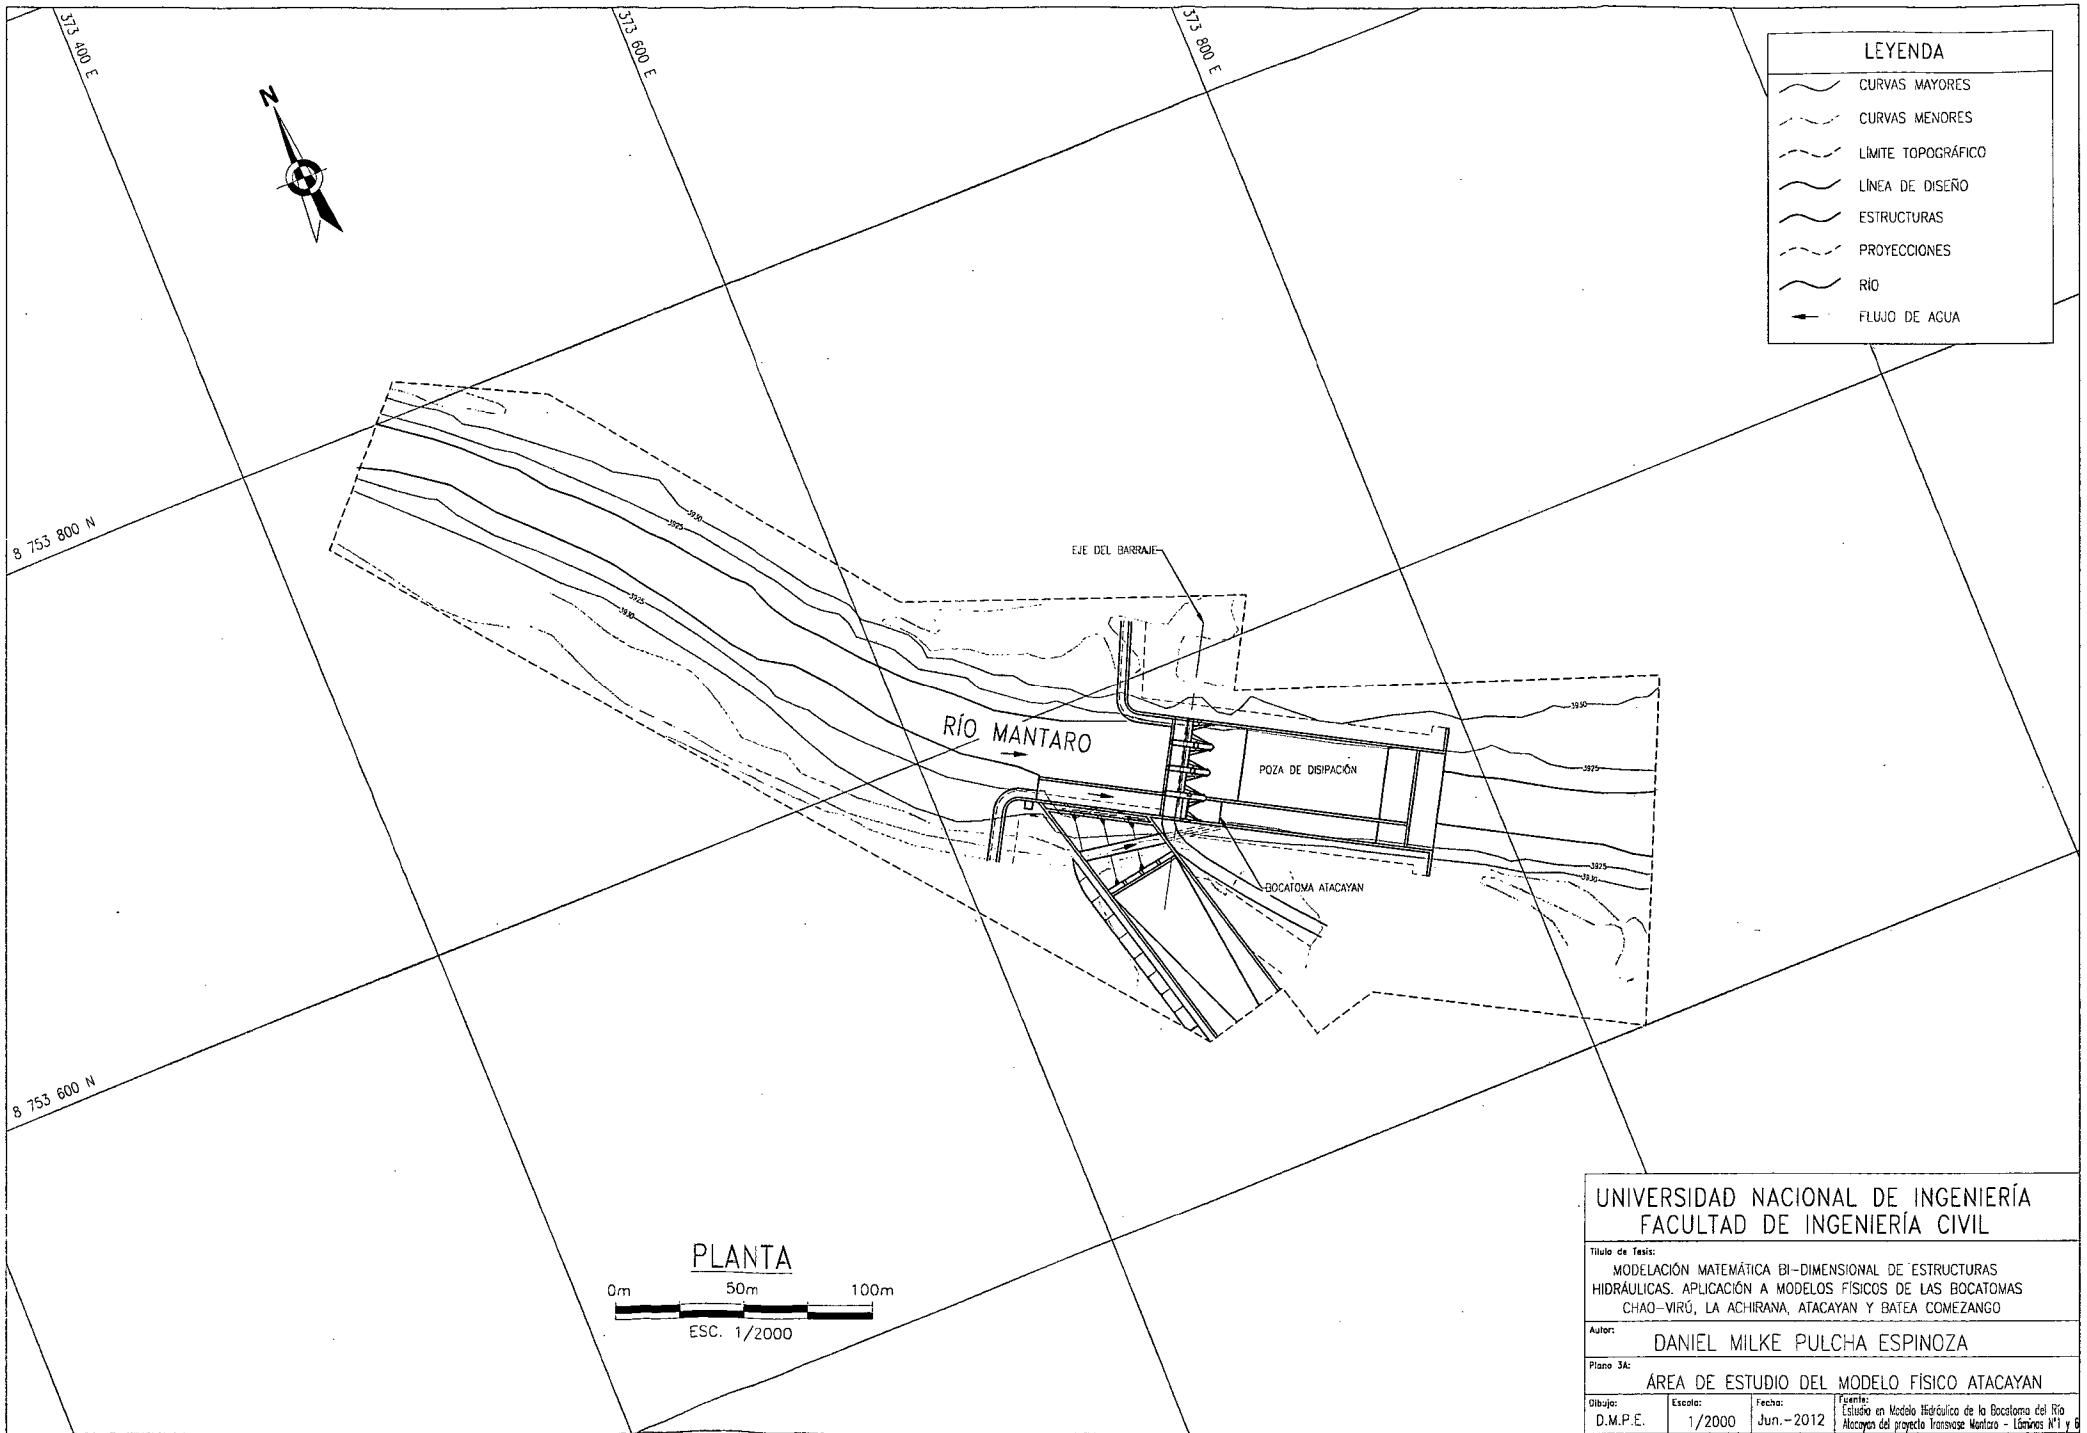 373 400 E
373 600 E
373 800 E
N
LEYENDA
CURVAS MAYORES
CURVAS MENORES
LÍMITE TOPOGRÁFICO
LÍNEA DE DISEÑO
ESTRUCTURAS
PROYECCIONES
RÍO
FLUJO DE AGUA
8 753 800 N
3930
3925
EJE DEL BARRAJE
3925
3930
RÍO MANTARO
POZA DE DISIPACIÓN
3930
3925
BOCATOMA ATACAYAN
3925
3930
8 753 600 N
PLANTA
0m 50m 100m
ESC. 1/2000
UNIVERSIDAD NACIONAL DE INGENIERÍA
FACULTAD DE INGENIERÍA CIVIL
Título de Tesis:
MODELACIÓN MATEMÁTICA BI-DIMENSIONAL DE ESTRUCTURAS
HIDRÁULICAS. APLICACIÓN A MODELOS FÍSICOS DE LAS BOCATOMAS
CHAO-VIRÚ, LA ACHIRANA, ATACAYAN Y BATEA COMEZANGO
Autor:
DANIEL MILKE PULCHA ESPINOZA
Plano 3A:
ÁREA DE ESTUDIO DEL MODELO FÍSICO ATACAYAN
Dibujo:
D.M.P.E.
Escala:
1/2000
Fecha:
Jun.-2012
Fuente:
Estudio en Modelo Hidráulico de la Bocatoma del Río
Atacayan del proyecto Transvase Mantaro - Láminas N°1 y 6